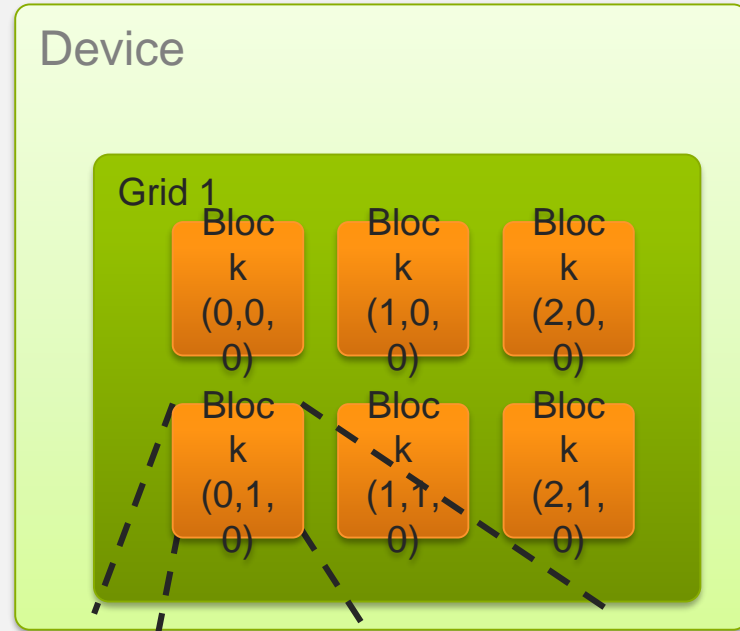 Device
Grid 1
Bloc
k
(0,0,
0)
Bloc
k
(1,0,
0)
Bloc
k
(2,0,
0)
Bloc
k
(0,1,
0)
Bloc
k
(1,1,
0)
Bloc
k
(2,1,
0)